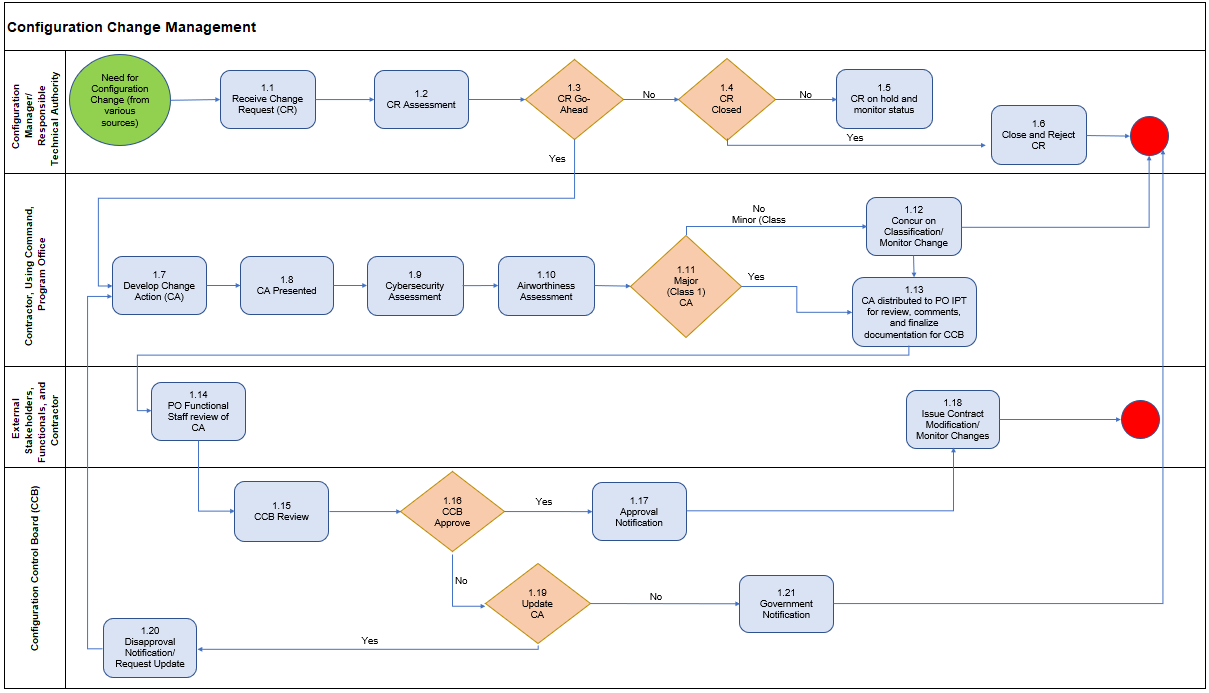 Configuration Change Management
Configuration
Manager/
Responsible
Technical Authority
Need for
Configuration
Change (from
various
sources)
1.1
Receive Change
Request (CR)
1.2
CR Assessment
1.3
CR Go-
Ahead
No
Yes
1.4
CR
Closed
No
Yes
1.5
CR on hold and
monitor status
1.6
Close and Reject
CR
Contractor, Using Command,
Program Office
1.7
Develop Change
Action (CA)
1.8
CA Presented
1.9
Cybersecurity
Assessment
1.10
Airworthiness
Assessment
1.11
Major
(Class 1)
CA
No
Minor (Class
Yes
1.12
Concur on
Classification/
Monitor Change
1.13
CA distributed to PO IPT
for review, comments,
and finalize
documentation for CCB
External
Stakeholders,
Functionals, and
Contractor
1.14
PO Functional
Staff review of
CA
1.18
Issue Contract
Modification/
Monitor Changes
Configuration Control Board (CCB)
1.15
CCB Review
1.16
CCB
Approve
Yes
No
1.17
Approval
Notification
1.19
Update
CA
No
Yes
1.21
Government
Notification
1.20
Disapproval
Notification/
Request Update